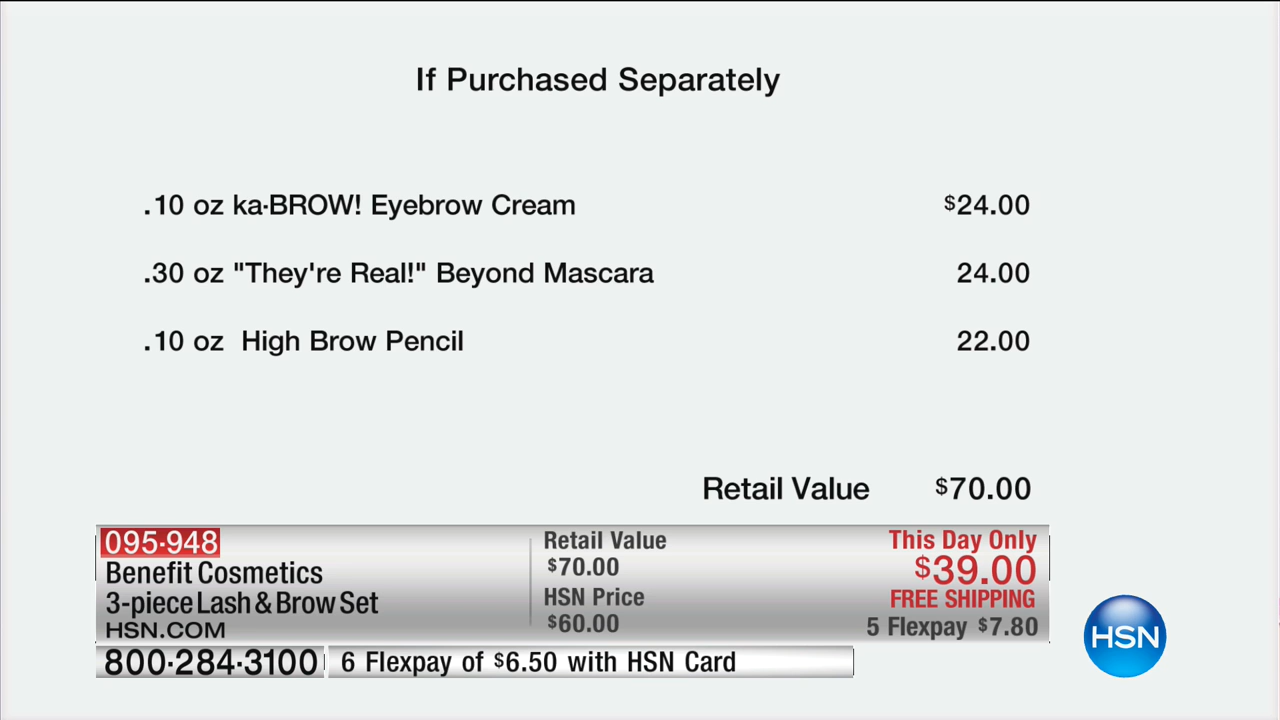 If Purchased Separately
.10 oz ka·BROW! Eyebrow Cream $24.00
.30 oz "They're Real!" Beyond Mascara 24.00
.10 oz High Brow Pencil 22.00
Retail Value $70.00
095·948
Benefit Cosmetics
3-piece Lash & Brow Set
HSN.COM
Retail Value
$70.00
HSN Price
$60.00
This Day Only
$39.00
FREE SHIPPING
5 Flexpay $7.80
800·284·3100
6 Flexpay of $6.50 with HSN Card
HSN